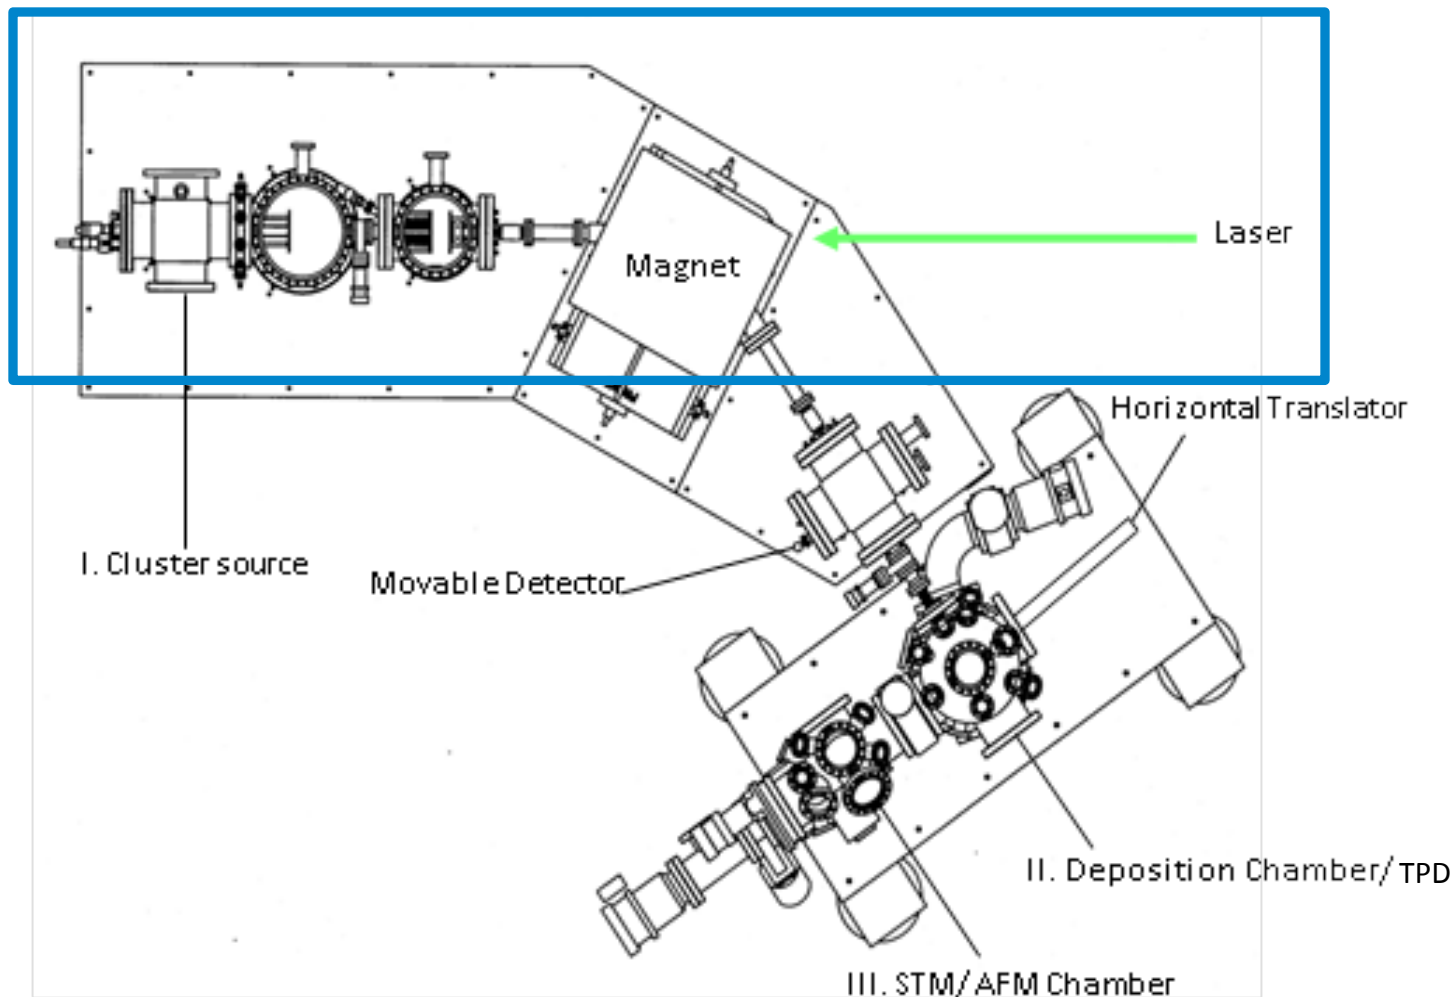 Laser
Magnet
Horizontal Translator
I. Cluster source
Movable Detector
II. Deposition Chamber/ TPD
III. STM/AFM Chamber